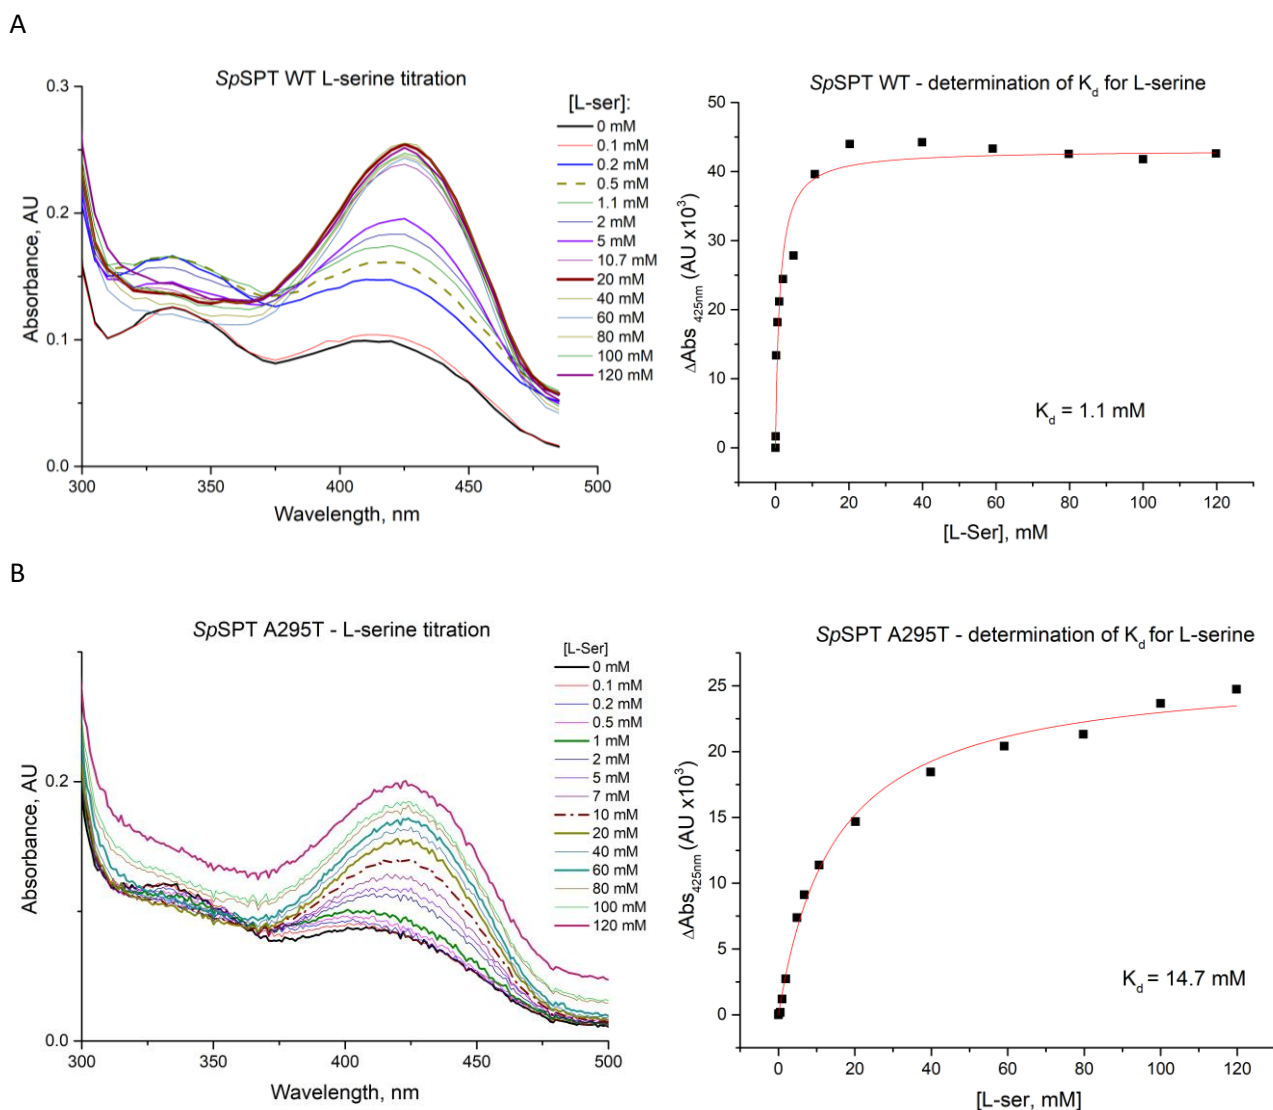 A
SpSPT WT L-serine titration
0.3
0.2
0.1
0.0
300
350
400
450
500
Absorbance, AU
Wavelength, nm
[L-ser]:
0 mM
0.1 mM
0.2 mM
0.5 mM
1.1 mM
2 mM
5 mM
10.7 mM
20 mM
40 mM
60 mM
80 mM
100 mM
120 mM
SpSPT WT - determination of Kd for L-serine
50
40
30
20
10
0
0
20
40
60
80
100
120
ΔAbs 425nm (AU x10³)
[L-Ser], mM
Kd = 1.1 mM
B
SpSPT A295T - L-serine titration
0.2
0.0
300
350
400
450
500
Absorbance, AU
Wavelength, nm
[L-Ser]
0 mM
0.1 mM
0.2 mM
0.5 mM
1 mM
2 mM
5 mM
7 mM
10 mM
20 mM
40 mM
60 mM
80 mM
100 mM
120 mM
SpSPT A295T - determination of Kd for L-serine
25
20
15
10
5
0
0
20
40
60
80
100
120
ΔAbs425nm (AU x10³)
[L-ser, mM]
Kd = 14.7 mM